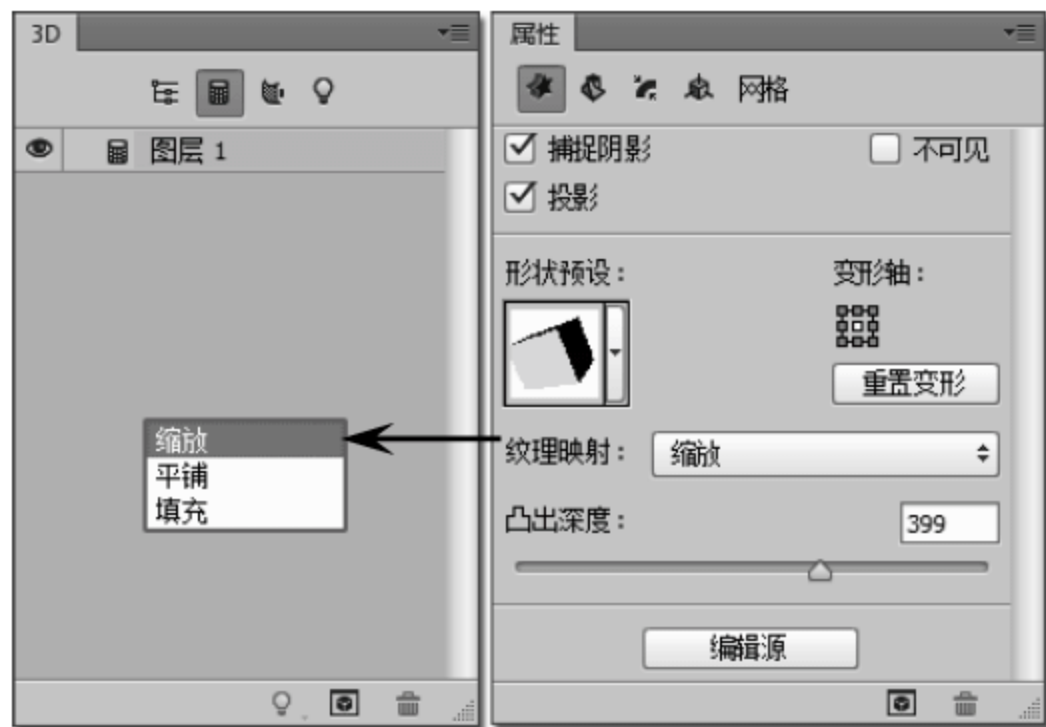 3D
图层 1
缩放
平铺
填充
属性
网格
捕捉阴影
不可见
投影
形状预设：
变形轴：
重置变形
纹理映射：
缩放
凸出深度：
399
编辑源